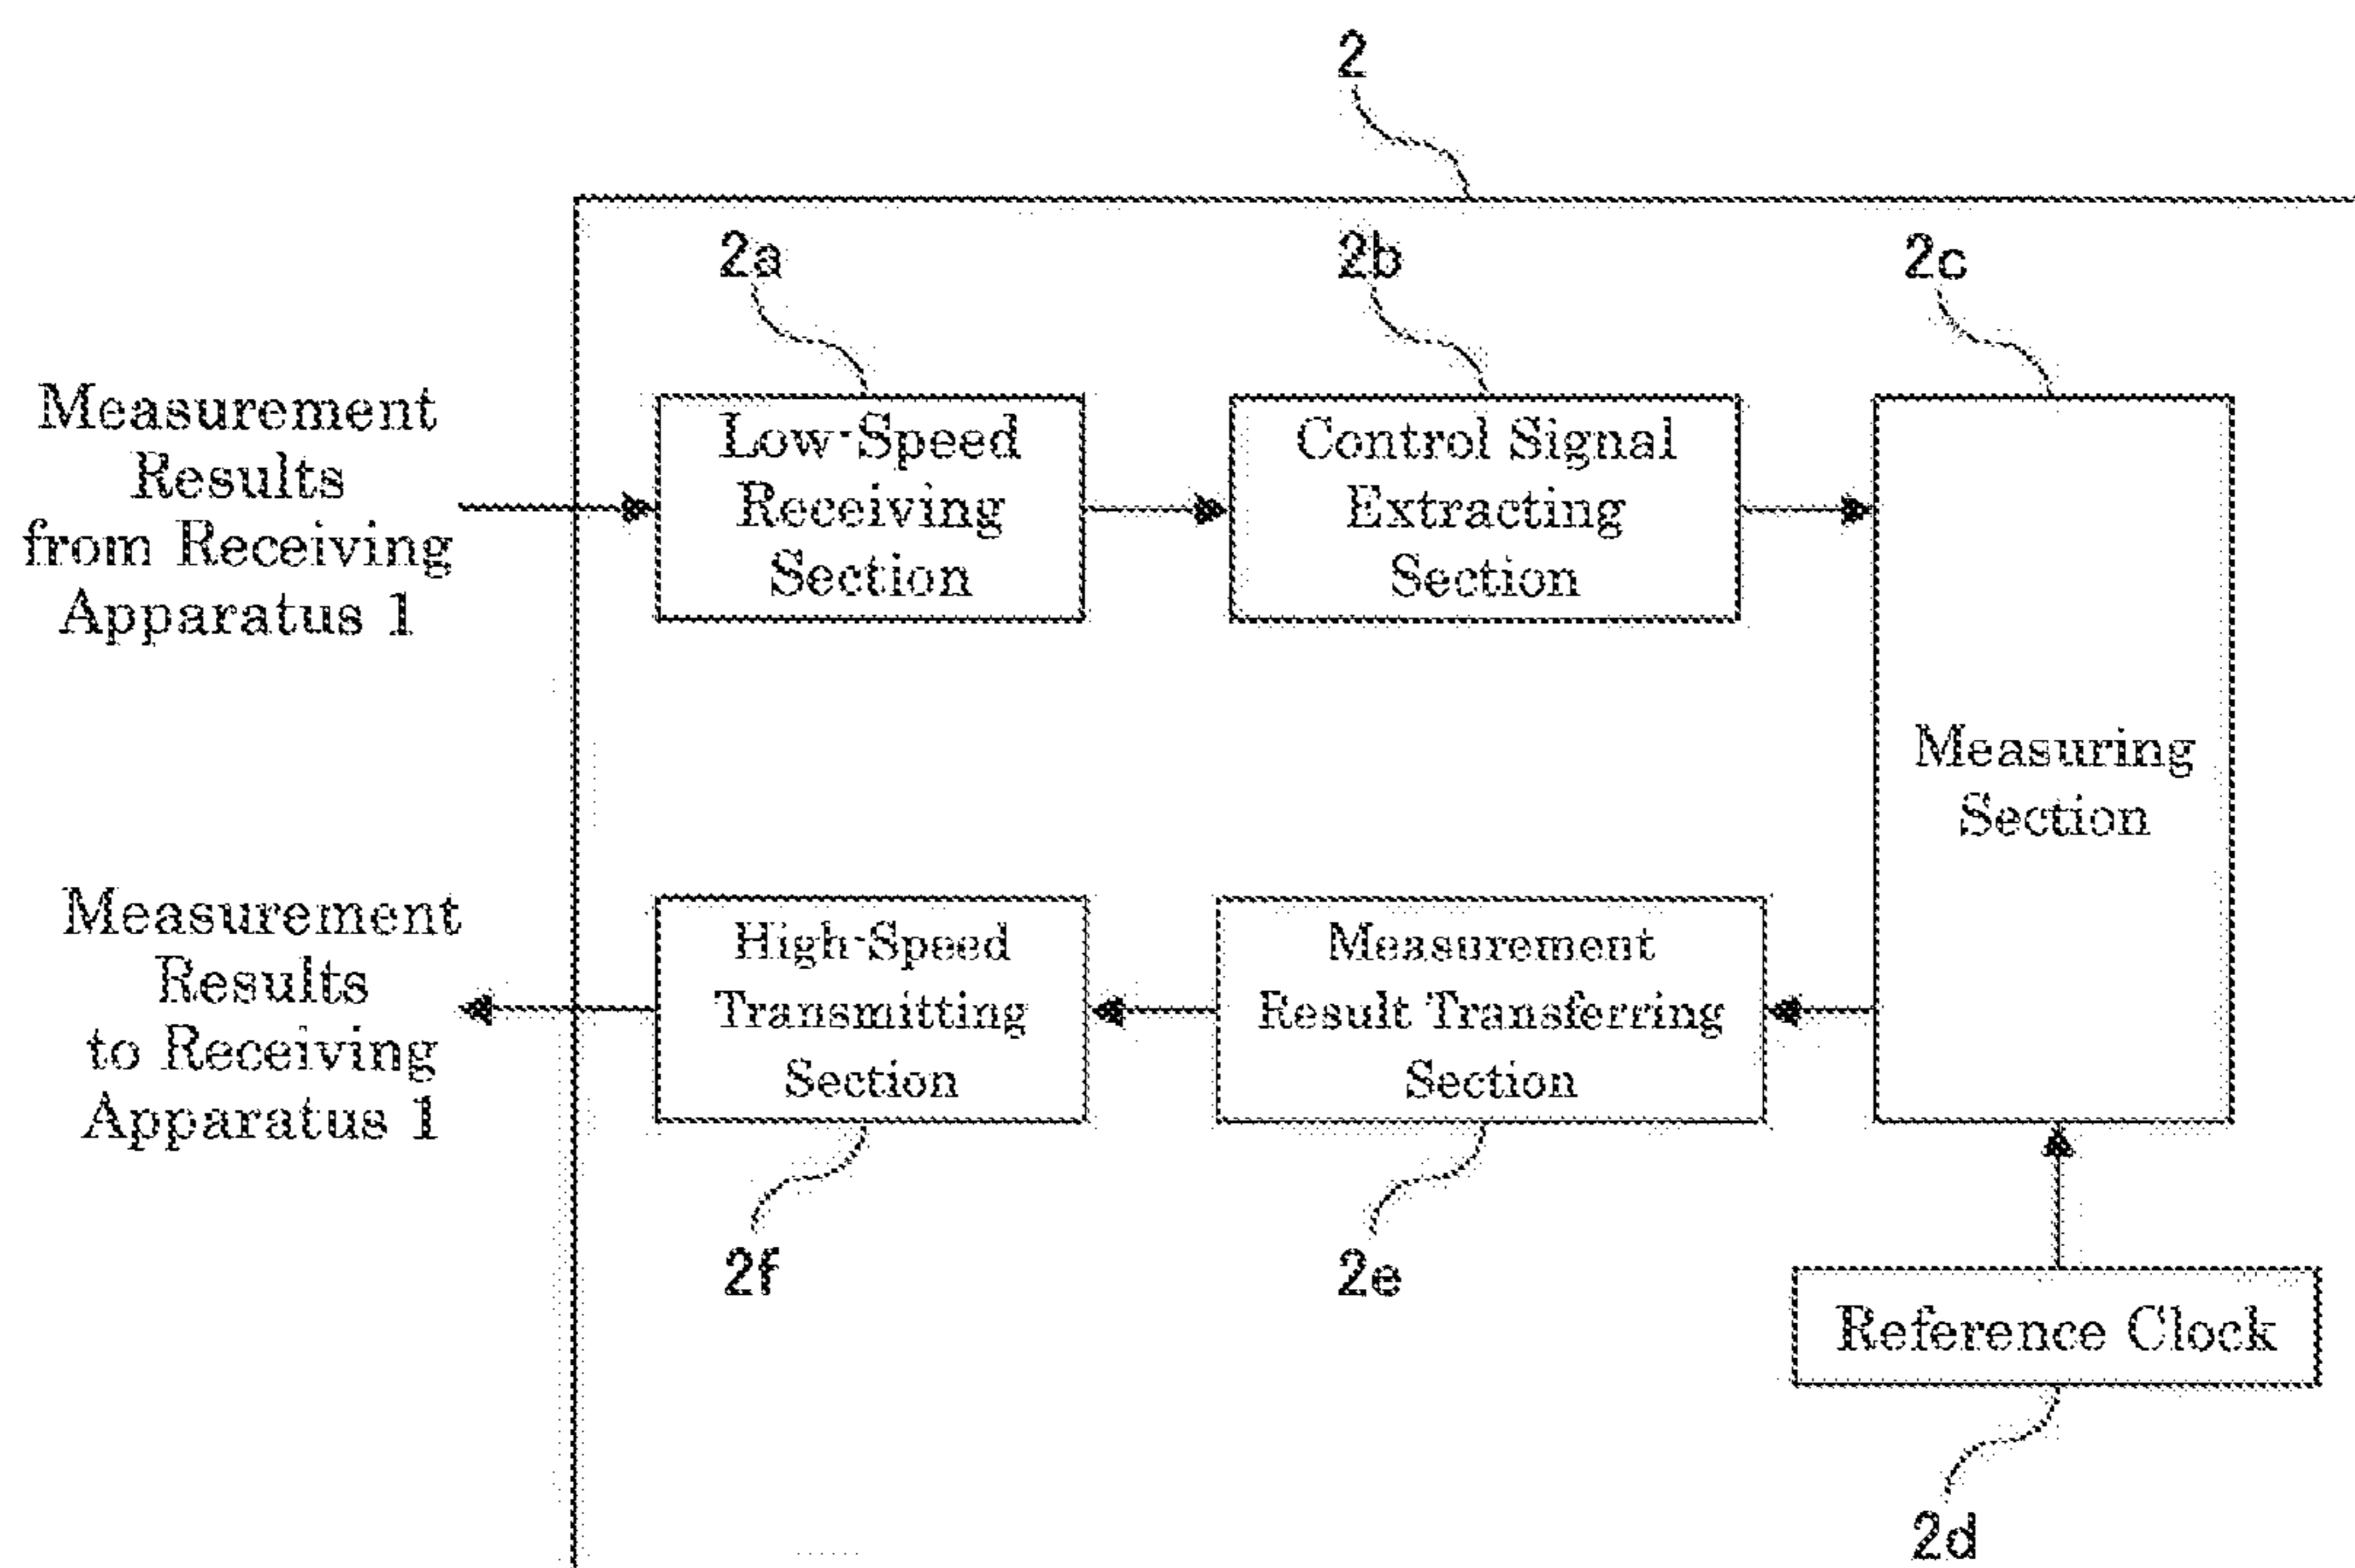 2
2a
2b
2c
Measurement
Results
from Receiving
Apparatus 1
Low-Speed
Receiving
Section
Control Signal
Extracting
Section
Measuring
Section
Measurement
Results
to Receiving
Apparatus 1
High-Speed
Transmitting
Section
Measurement
Result Transferring
Section
2f
2e
Reference Clock
2d